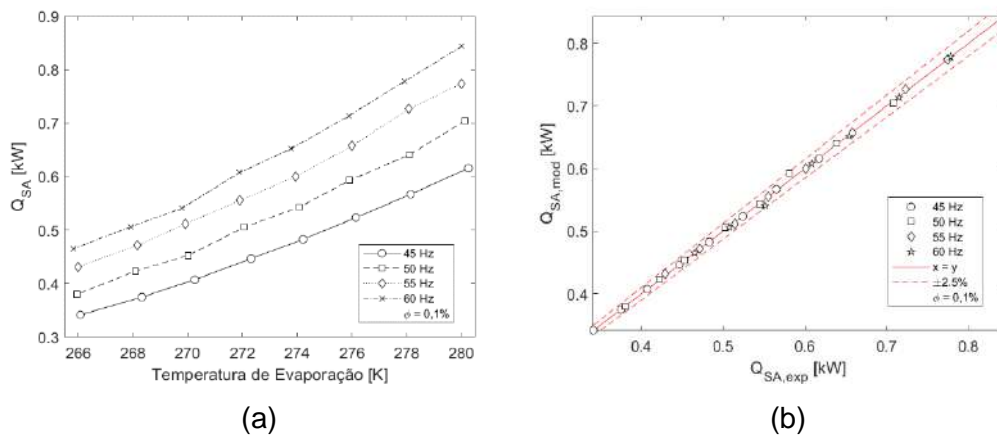 0.9
0.8
0.7
0.6
0.5
0.4
0.3
Q_SA [kW]
266 268 270 272 274 276 278 280
Temperatura de Evaporação [K]
45 Hz
50 Hz
55 Hz
60 Hz
ϕ = 0,1%
(a)
0.8
0.7
0.6
0.5
0.4
Q_SA,mod [kW]
0.4 0.5 0.6 0.7 0.8
Q_SA,exp [kW]
45 Hz
50 Hz
55 Hz
60 Hz
x = y
±2.5%
ϕ = 0,1%
(b)